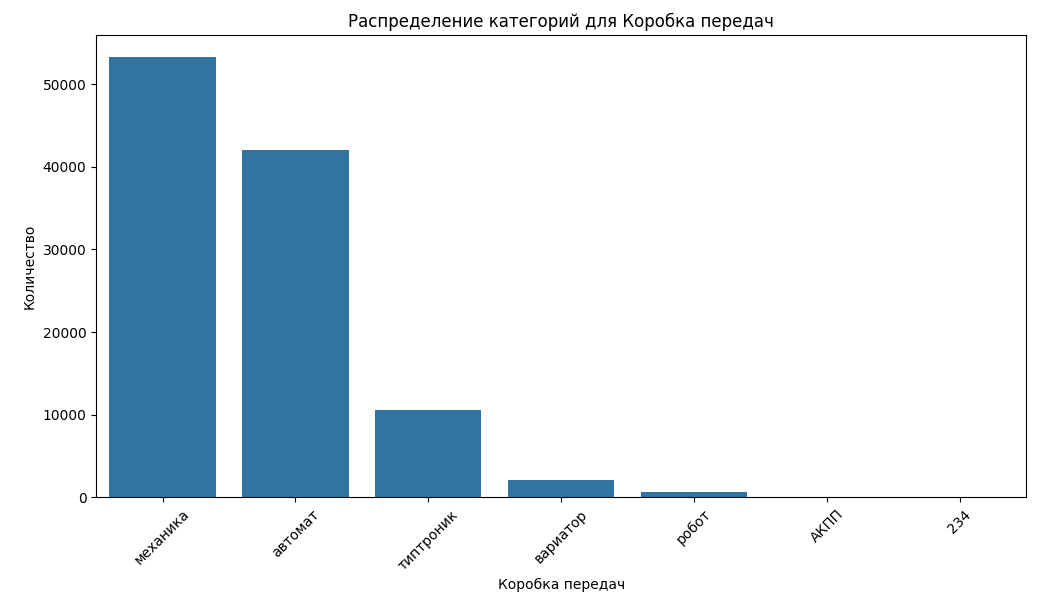 Распределение категорий для Коробка передач
Количество
50000
40000
30000
20000
10000
0
механика
автомат
типтроник
вариатор
робот
АКПП
234
Коробка передач